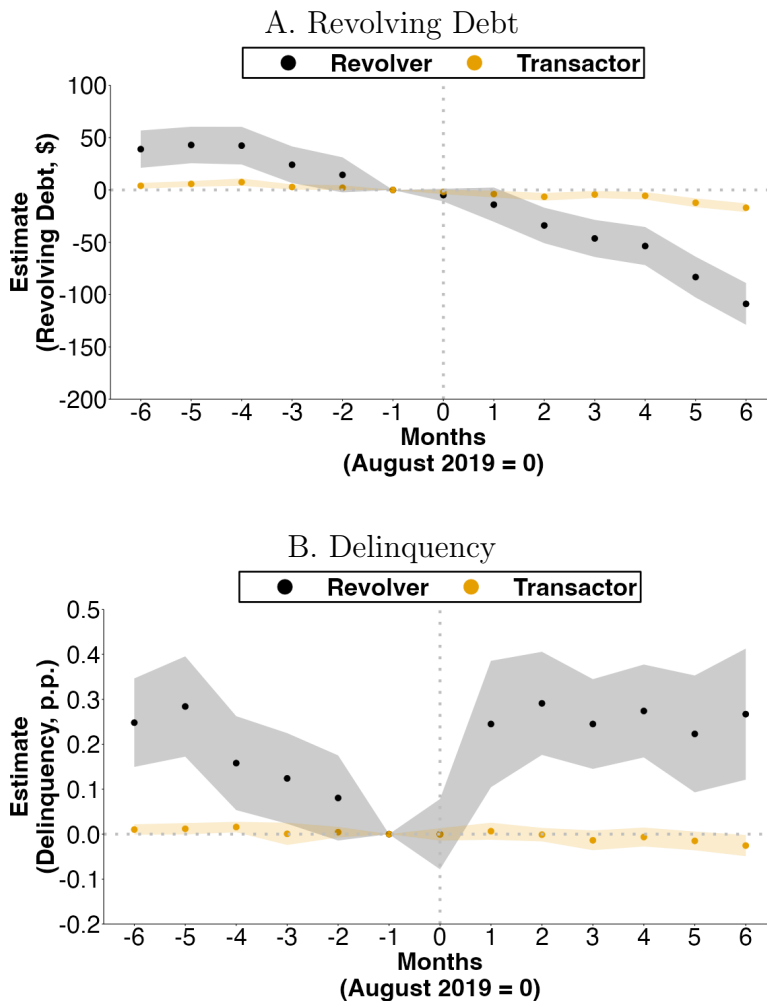 A. Revolving Debt
Revolver Transactor
Estimate
(Revolving Debt, $)
100
50
0
-50
-100
-150
-200
-6 -5 -4 -3 -2 -1 0 1 2 3 4 5 6
Months
(August 2019 = 0)
B. Delinquency
Revolver Transactor
Estimate
(Delinquency, p.p.)
0.5
0.4
0.3
0.2
0.1
0.0
-0.1
-0.2
-6 -5 -4 -3 -2 -1 0 1 2 3 4 5 6
Months
(August 2019 = 0)